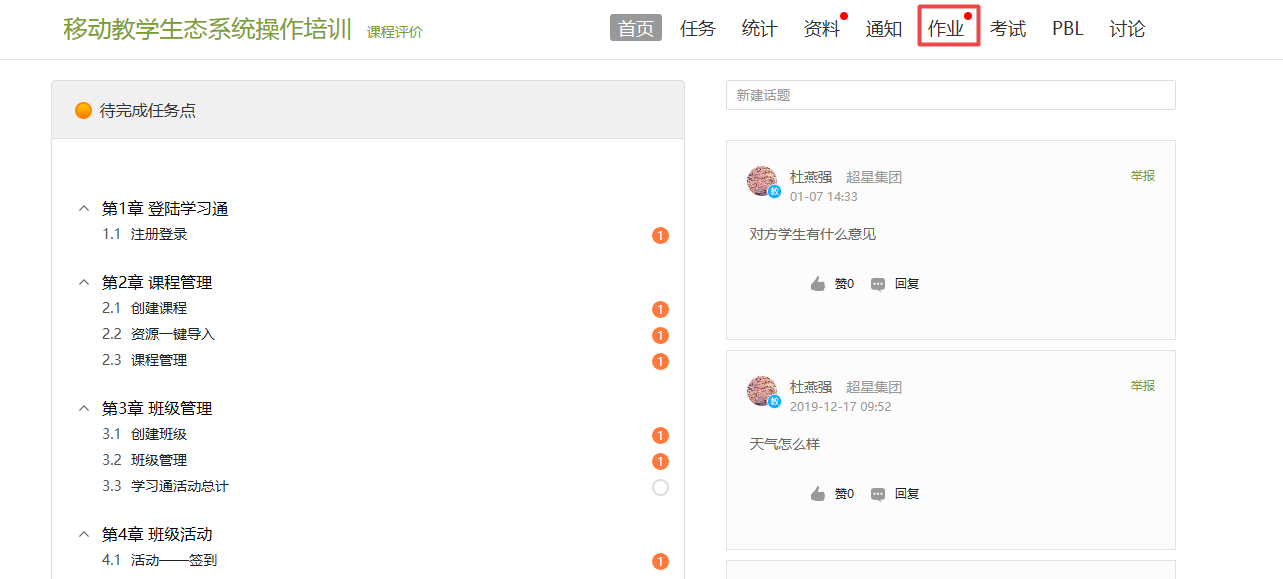 移动教学生态系统操作培训 课程评价
首页 任务 统计 资料 通知 作业 考试 PBL 讨论
待完成任务点
第1章 登陆学习通
1.1 注册登录 1
第2章 课程管理
2.1 创建课程 1
2.2 资源一键导入 1
2.3 课程管理 1
第3章 班级管理
3.1 创建班级 1
3.2 班级管理 1
3.3 学习通活动总计
第4章 班级活动
4.1 活动——签到 1
新建话题
杜燕强 超星集团 举报
教
01-07 14:33
对方学生有什么意见
赞0 回复
杜燕强 超星集团 举报
教
2019-12-17 09:52
天气怎么样
赞0 回复